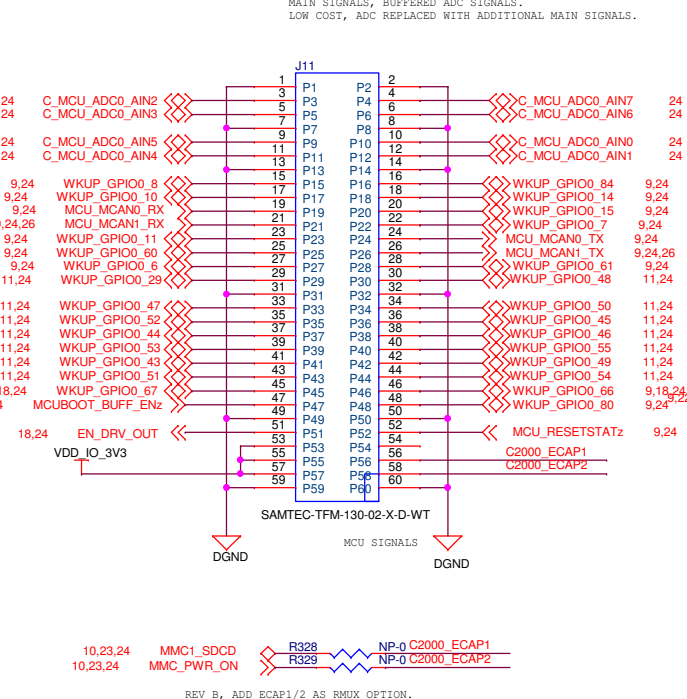 MAIN SIGNALS, BUFFERED ADC SIGNALS.
LOW COST, ADC REPLACED WITH ADDITIONAL MAIN SIGNALS.
J11
1 P1 P2 2
24 C_MCU_ADC0_AIN2 3 P3 P4 4 C_MCU_ADC0_AIN7 24
24 C_MCU_ADC0_AIN3 5 P5 P6 6 C_MCU_ADC0_AIN6 24
7 P7 P8 8
24 C_MCU_ADC0_AIN5 9 P9 P10 10 C_MCU_ADC0_AIN0 24
24 C_MCU_ADC0_AIN4 11 P11 P12 12 C_MCU_ADC0_AIN1 24
13 P13 P14 14
9,24 WKUP_GPIO0_8 15 P15 P16 16 WKUP_GPIO0_84 9,24
9,24 WKUP_GPIO0_10 17 P17 P18 18 WKUP_GPIO0_14 9,24
9,24 MCU_MCAN0_RX 19 P19 P20 20 WKUP_GPIO0_15 9,24
9,24,26 MCU_MCAN1_RX 21 P21 P22 22 WKUP_GPIO0_7 9,24
9,24 WKUP_GPIO0_11 23 P23 P24 24 MCU_MCAN0_TX 9,24
9,24 WKUP_GPIO0_60 25 P25 P26 26 MCU_MCAN1_TX 9,24,26
9,24 WKUP_GPIO0_6 27 P27 P28 28 WKUP_GPIO0_61 9,24
11,24 WKUP_GPIO0_29 29 P29 P30 30 WKUP_GPIO0_48 11,24
31 P31 P32 32
11,24 WKUP_GPIO0_47 33 P33 P34 34 WKUP_GPIO0_50 11,24
11,24 WKUP_GPIO0_52 35 P35 P36 36 WKUP_GPIO0_45 11,24
11,24 WKUP_GPIO0_44 37 P37 P38 38 WKUP_GPIO0_46 11,24
11,24 WKUP_GPIO0_53 39 P39 P40 40 WKUP_GPIO0_55 11,24
11,24 WKUP_GPIO0_43 41 P41 P42 42 WKUP_GPIO0_49 11,24
11,24 WKUP_GPIO0_51 43 P43 P44 44 WKUP_GPIO0_54 11,24
18,24 WKUP_GPIO0_67 45 P45 P46 46 WKUP_GPIO0_66 9,18,24
MCUBOOT_BUFF_ENz 47 P47 P48 48 WKUP_GPIO0_80 9,24
49 P49 P50 50
18,24 EN_DRV_OUT 51 P51 P52 52 MCU_RESETSTATz 9,24
53 P53 P54 54
VDD_IO_3V3 55 P55 P56 56 C2000_ECAP1
57 P57 P58 58 C2000_ECAP2
59 P59 P60 60
SAMTEC-TFM-130-02-X-D-WT
MCU SIGNALS
DGND DGND
10,23,24 MMC1_SDCD R328 NP-0 C2000_ECAP1
10,23,24 MMC_PWR_ON R329 NP-0 C2000_ECAP2
REV B, ADD ECAP1/2 AS RMUX OPTION.